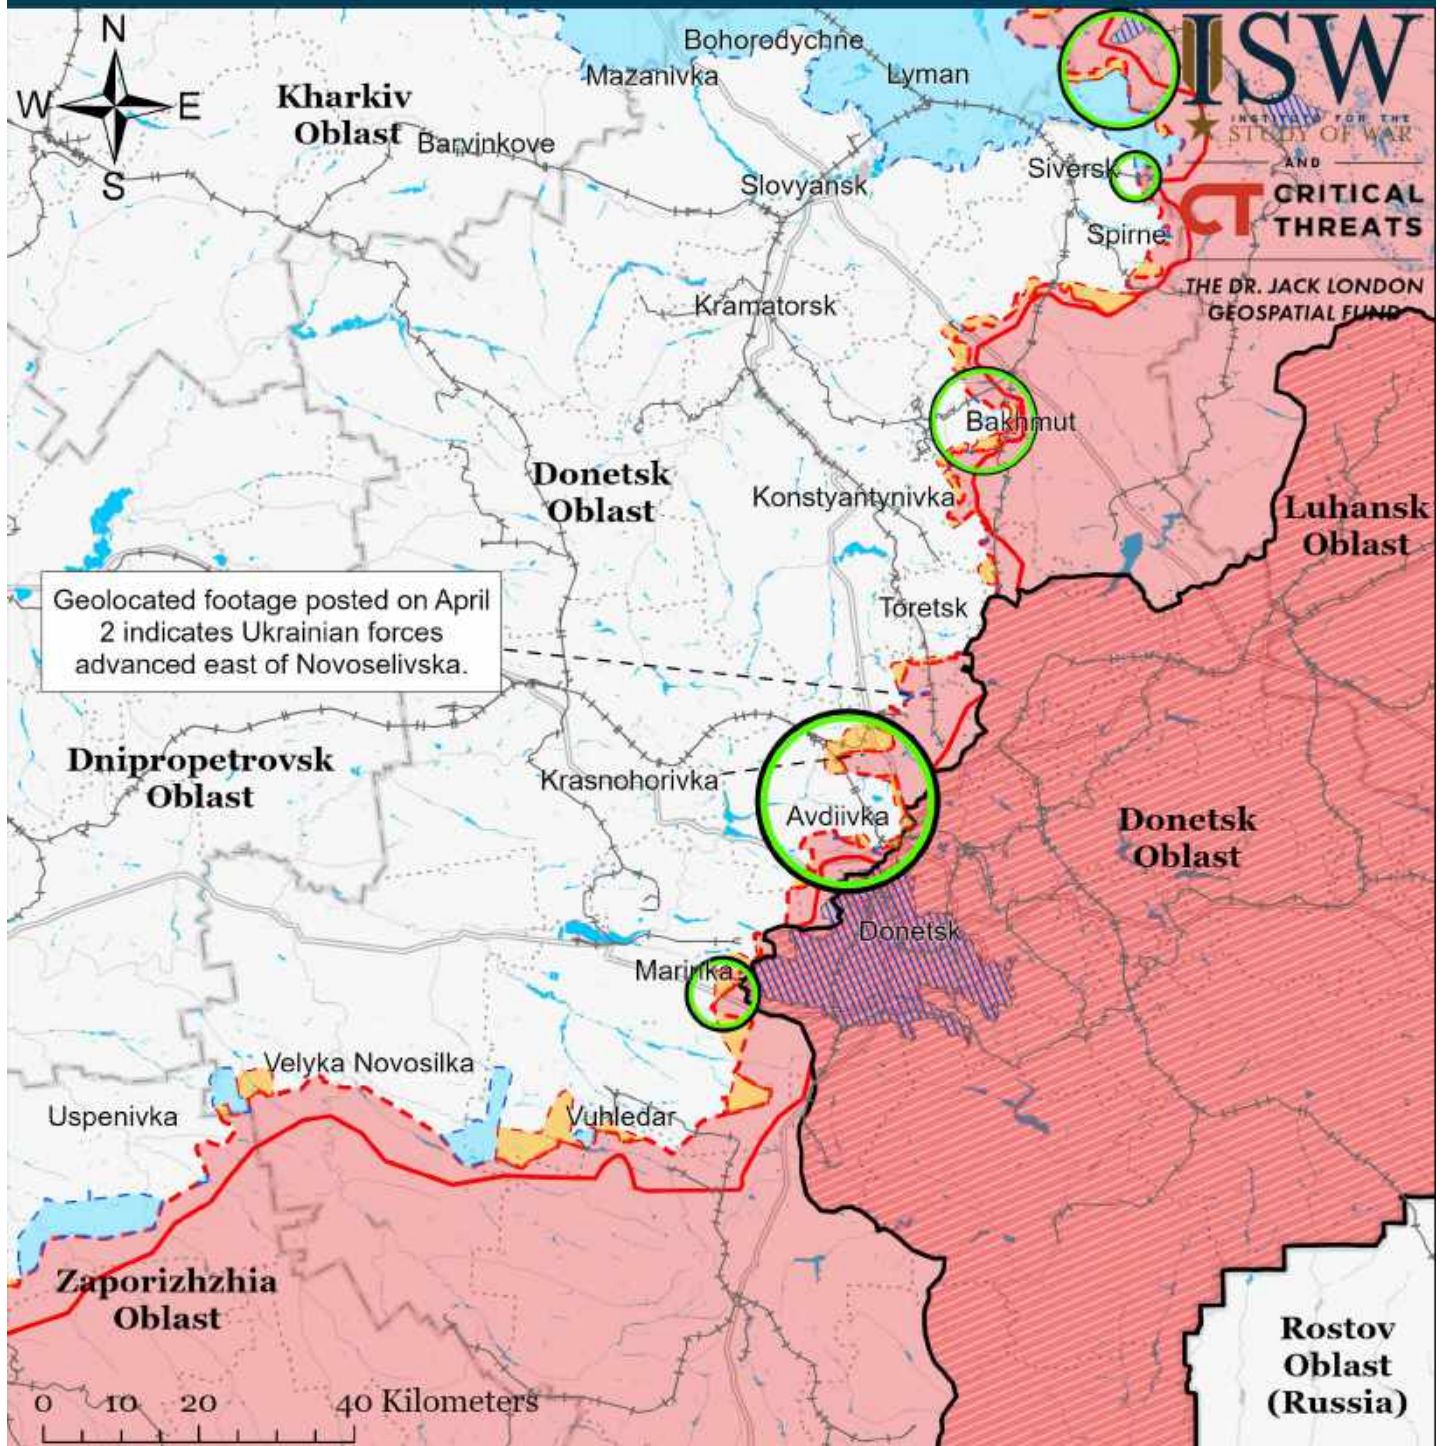 N
W
E
S
Kharkiv
Oblast
Barvinkove
Bohorodychne
Mazanivka
Lyman
ISW
INSTITUTE FOR THE
STUDY OF WAR
AND
CT CRITICAL
THREATS
THE DR. JACK LONDON
GEOSPATIAL FUND
Siversk
Slovyansk
Spirne
Kramatorsk
Bakhmut
Donetsk
Oblast
Konstyantynivka
Luhansk
Oblast
Geolocated footage posted on April
2 indicates Ukrainian forces
advanced east of Novoselivska.
Toretsk
Dnipropetrovsk
Oblast
Krasnohorivka
Avdiivka
Donetsk
Oblast
Donetsk
Marinka
Velyka Novosilka
Uspenivka
Vuhledar
Zaporizhzhia
Oblast
Rostov
Oblast
(Russia)
0 10 20 40 Kilometers